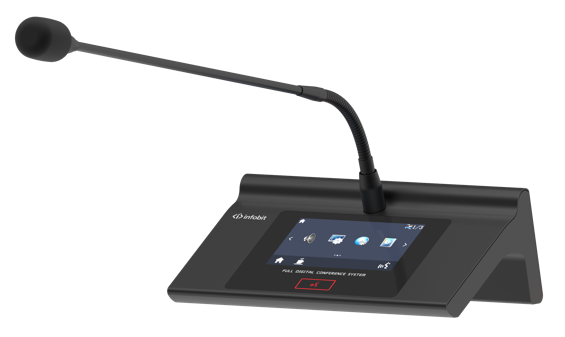 infobit
FULL DIGITAL CONFERENCE SYSTEM